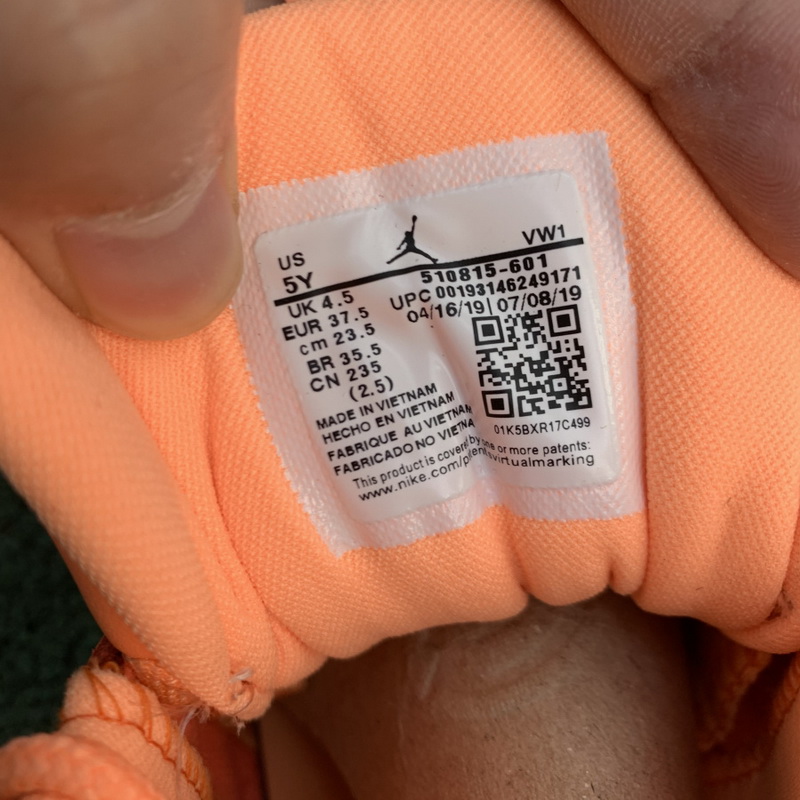 US
5Y
VW1
UK 4.5
EUR 37.5
cm 23.5
BR 35.5
CN 235
(2.5)
510815-601
UPC 00193146249171
04/16/19| 07/08/19
01K5BXR17C499
MADE IN VIETNAM
HECHO EN VIETNAM
FABRIQUE AU VIETNAM
FABRICADO NO VIETNA
This product is covered by one or more patents:
www.nike.com/patentsvirtualmarking